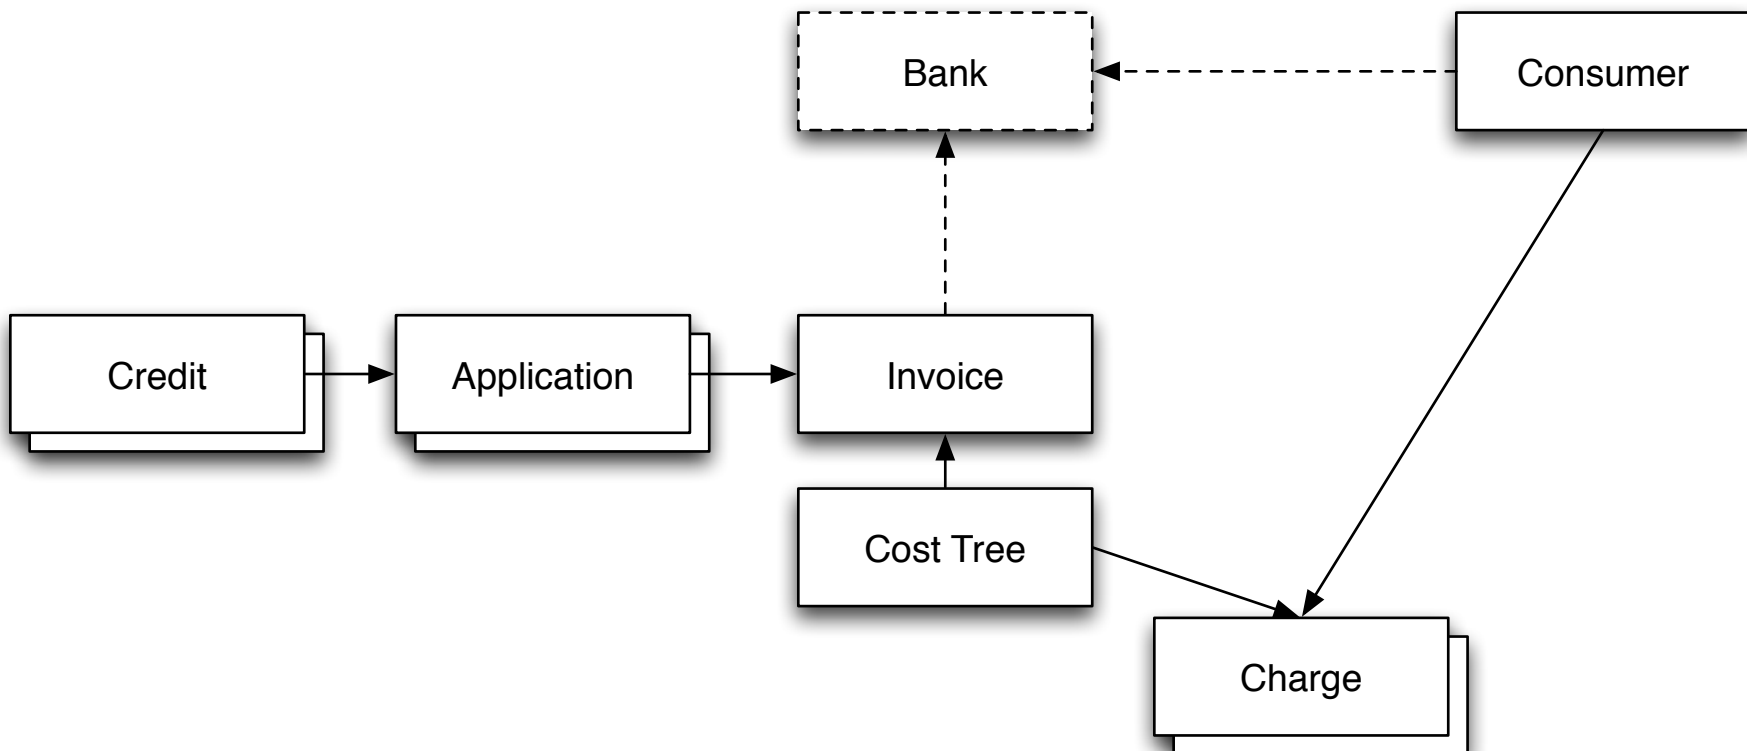 Bank
Consumer
Credit
Application
Invoice
Cost Tree
Charge